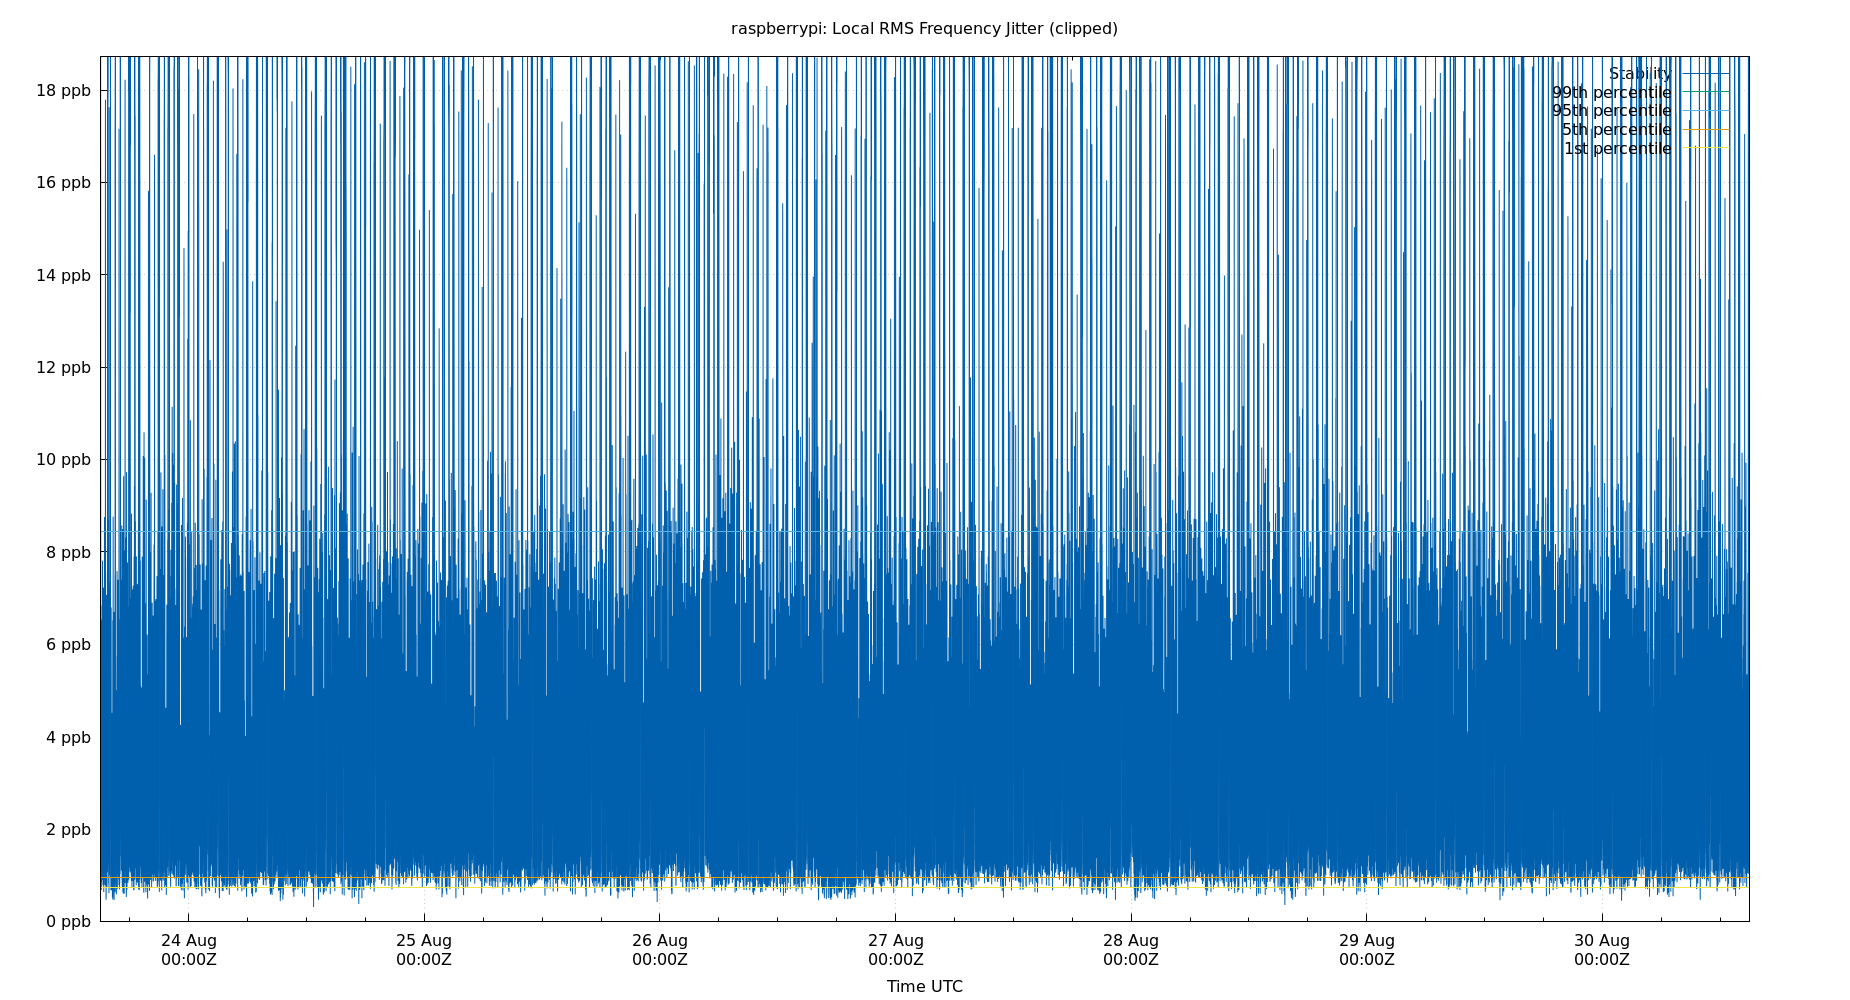 raspberrypi: Local RMS Frequency Jitter (clipped)
18 ppb
16 ppb
14 ppb
12 ppb
10 ppb
8 ppb
6 ppb
4 ppb
2 ppb
0 ppb
Stability
99th percentile
95th percentile
5th percentile
1st percentile
24 Aug
00:00Z
25 Aug
00:00Z
26 Aug
00:00Z
27 Aug
00:00Z
28 Aug
00:00Z
29 Aug
00:00Z
30 Aug
00:00Z
Time UTC